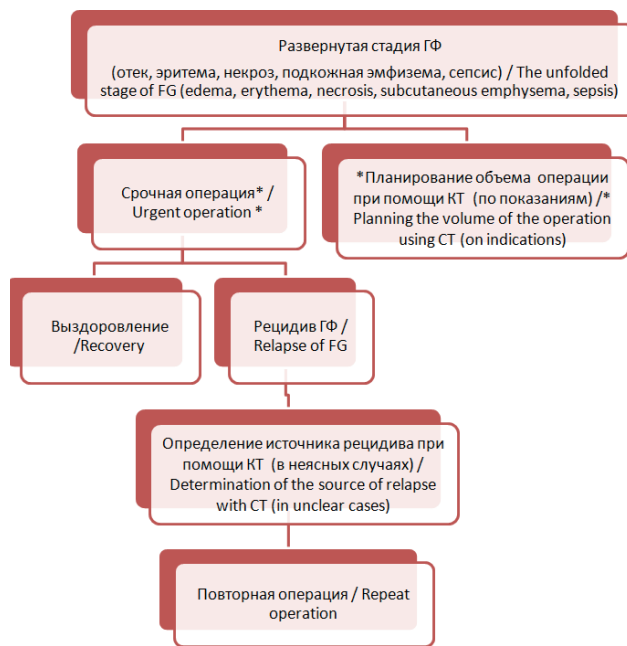 Развернутая стадия ГФ
(отек, эритема, некроз, подкожная эмфизема, сепсис) / The unfolded
stage of FG (edema, erythema, necrosis, subcutaneous emphysema, sepsis)
Срочная операция* /
Urgent operation *
*Планирование объема операции
при помощи КТ (по показаниям) /*
Planning the volume of the operation
using CT (on indications)
Выздоровление
/Recovery
Рецидив ГФ /
Relapse of FG
Определение источника рецидива при
помощи КТ (в неясных случаях) /
Determination of the source of relapse
with CT (in unclear cases)
Повторная операция / Repeat
operation